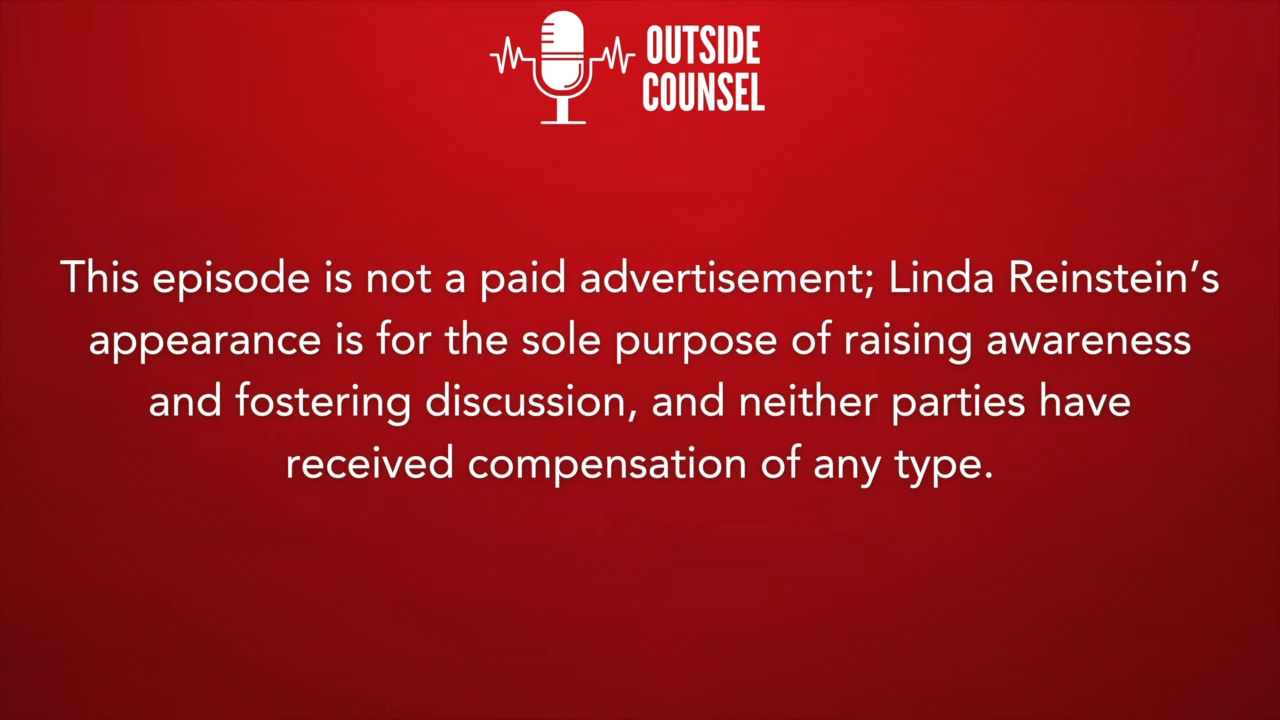 OUTSIDE
COUNSEL
This episode is not a paid advertisement; Linda Reinstein’s
appearance is for the sole purpose of raising awareness
and fostering discussion, and neither parties have
received compensation of any type.